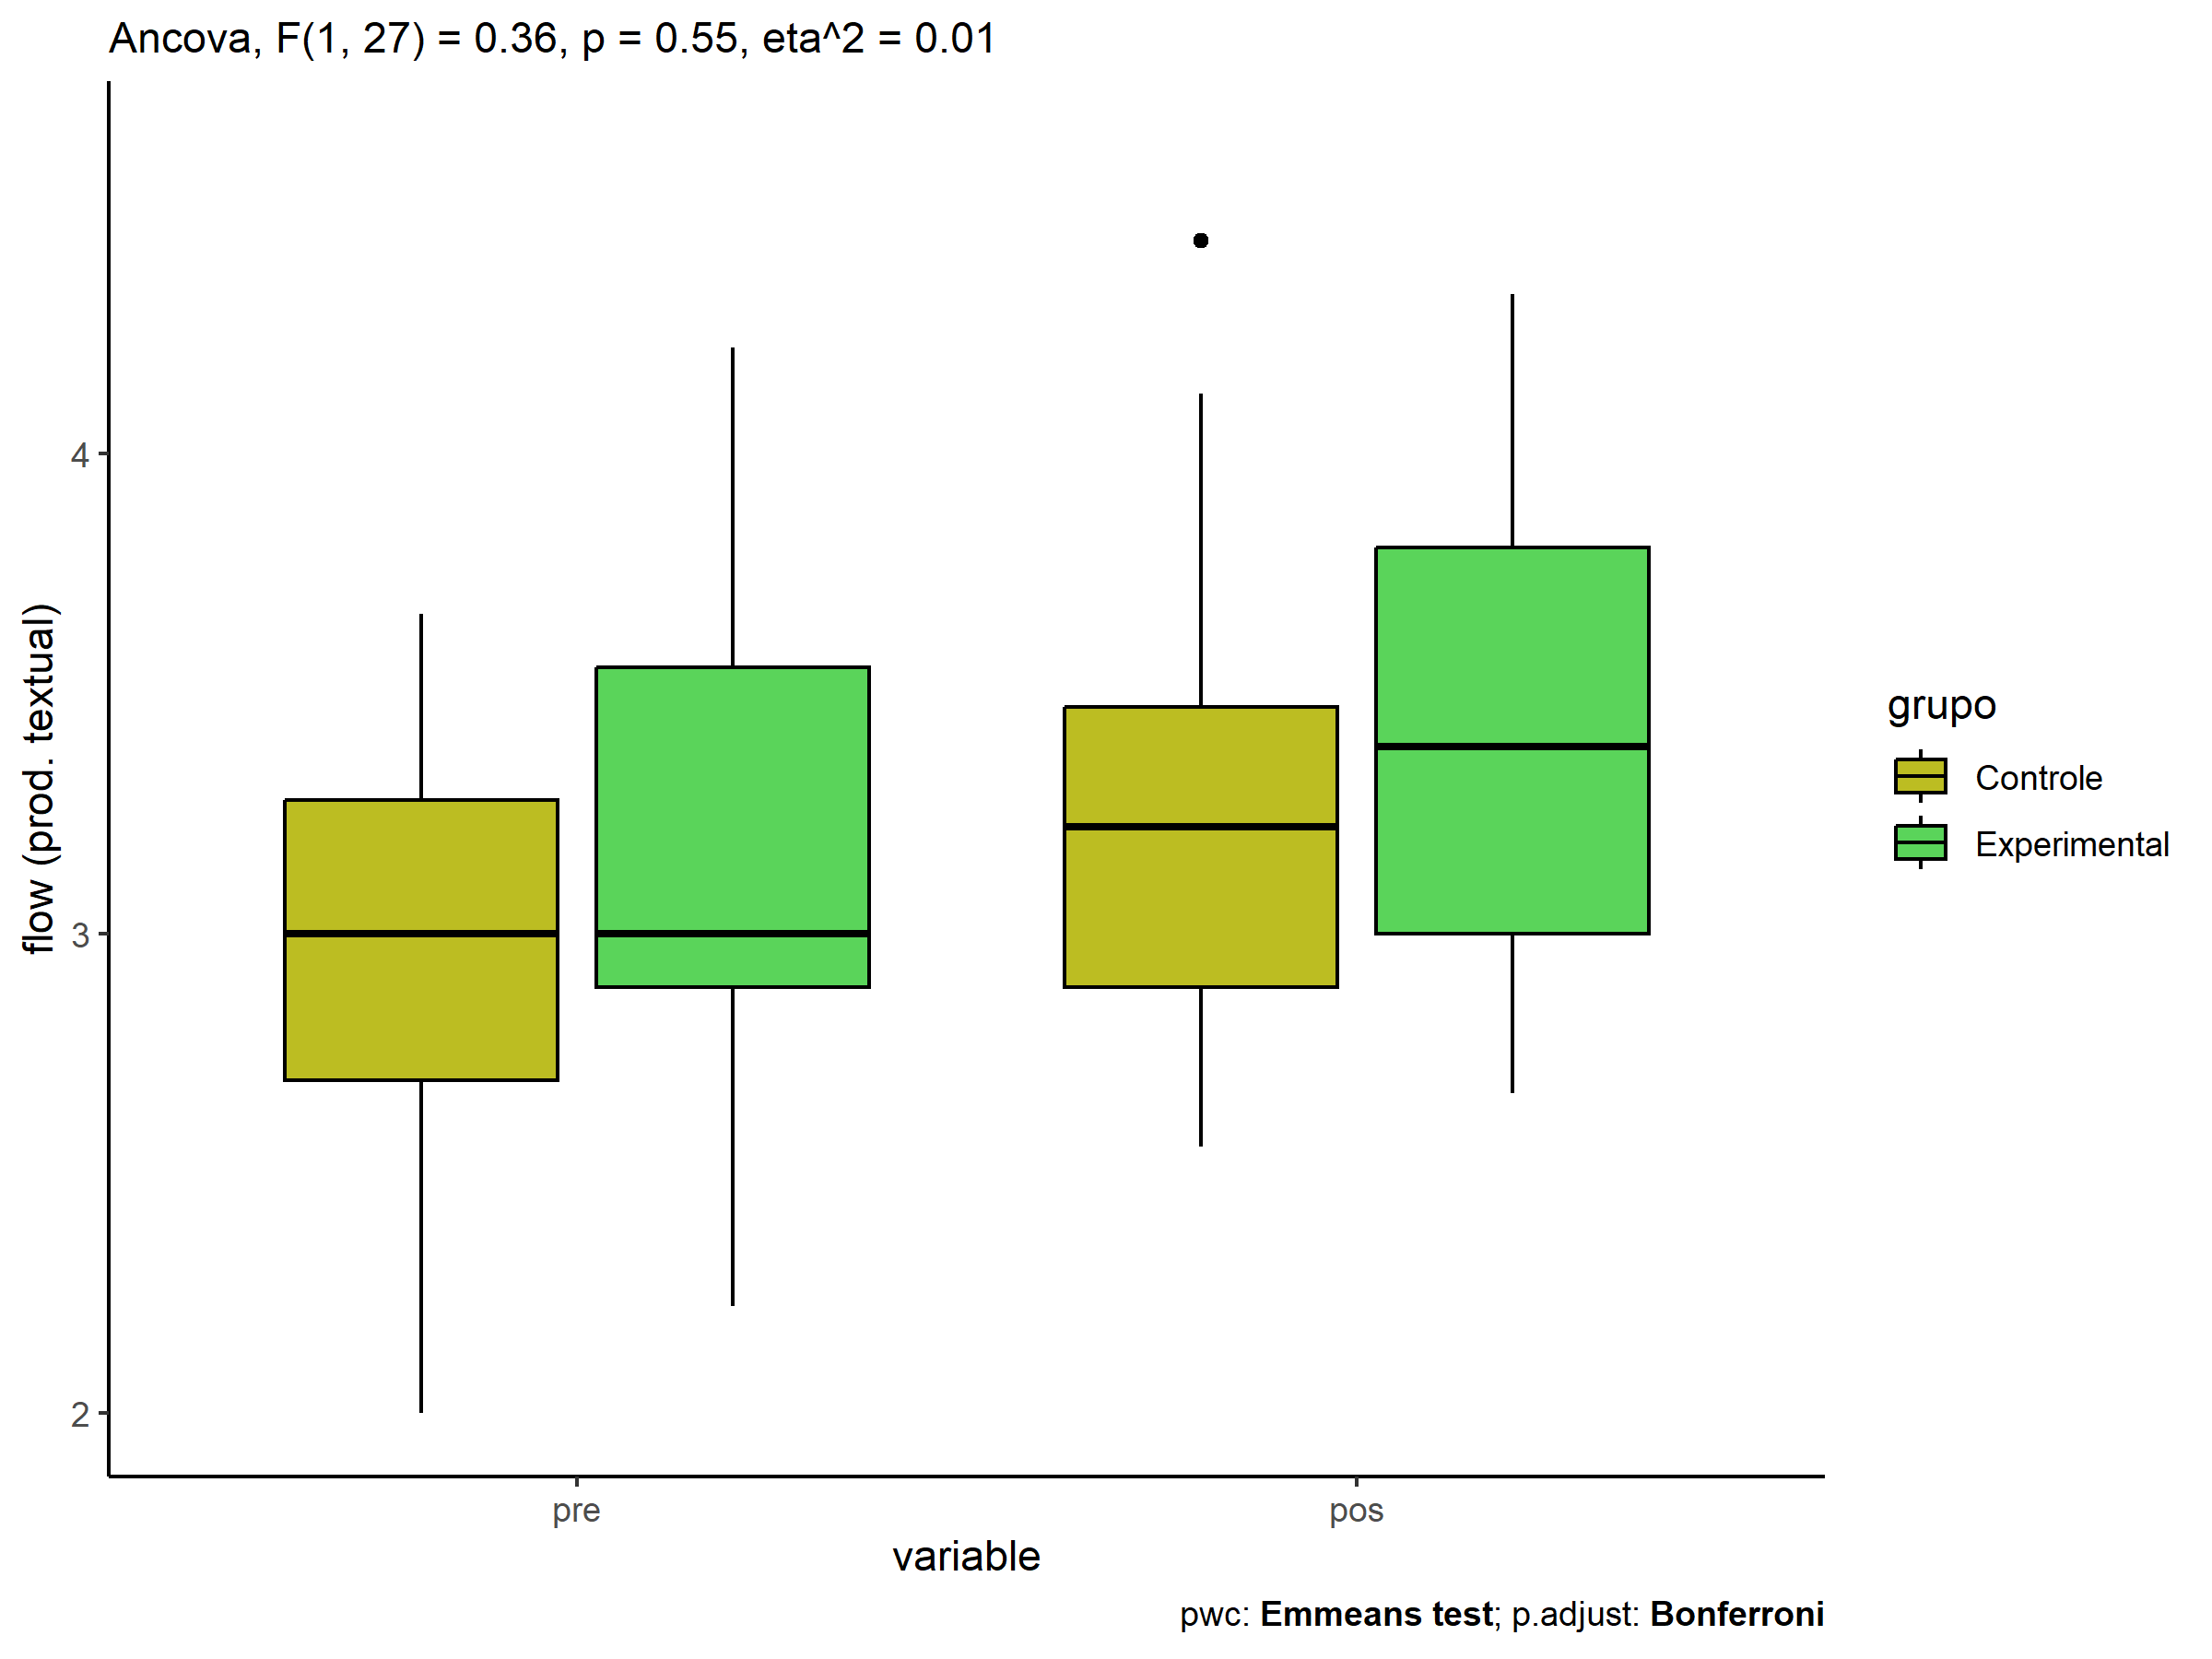 Ancova, F(1, 27) = 0.36, p = 0.55, eta^2 = 0.01
flow (prod. textual)
4
3
2
pre
pos
variable
grupo
Controle
Experimental
pwc: Emmeans test; p.adjust: Bonferroni